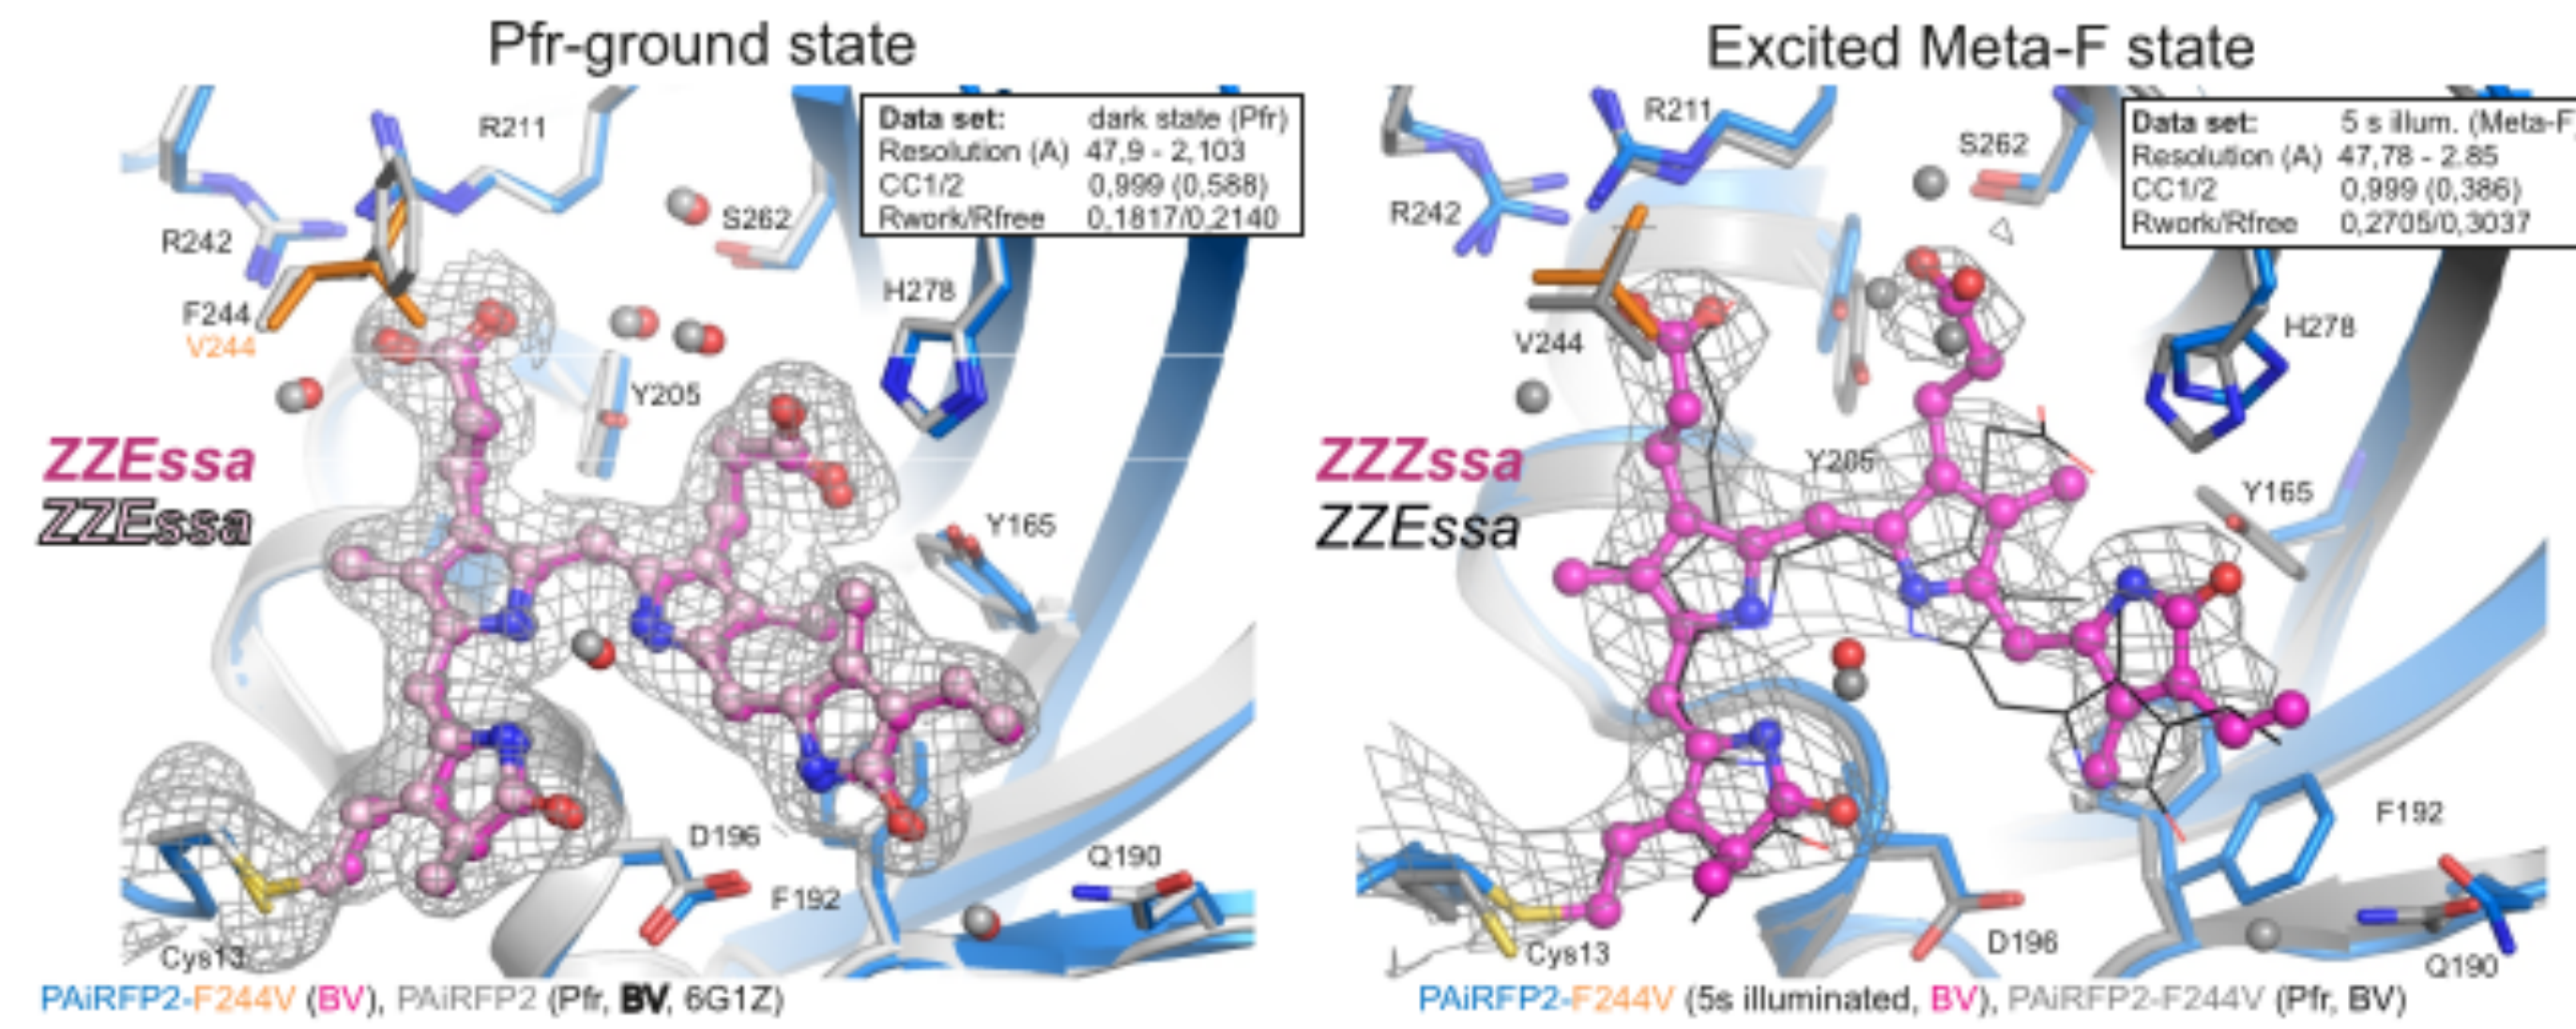 Pfr-ground state
R211
Data set: dark state (Pfr)
Resolution (A) 47,9 - 2,103
CC1/2 0,999 (0,588)
Rwork/Rfree 0,1817/0,2140
S262
R242
H278
F244
V244
Y205
ZZEssa
ZZEssa
Y165
D196
Q190
F192
Cys13
PAiRFP2-F244V (BV), PAiRFP2 (Pfr, BV, 6G1Z)
Excited Meta-F state
R211
S262
Data set: 5 s illum. (Meta-F
Resolution (A) 47,78 - 2.85
CC1/2 0,999 (0,386)
Rwork/Rfree 0,2705/0,3037
R242
H278
V244
ZZZssa
Y205
ZZEssa
Y165
F192
D196
Cys13
Q190
PAiRFP2-F244V (5s illuminated, BV), PAiRFP2-F244V (Pfr, BV)